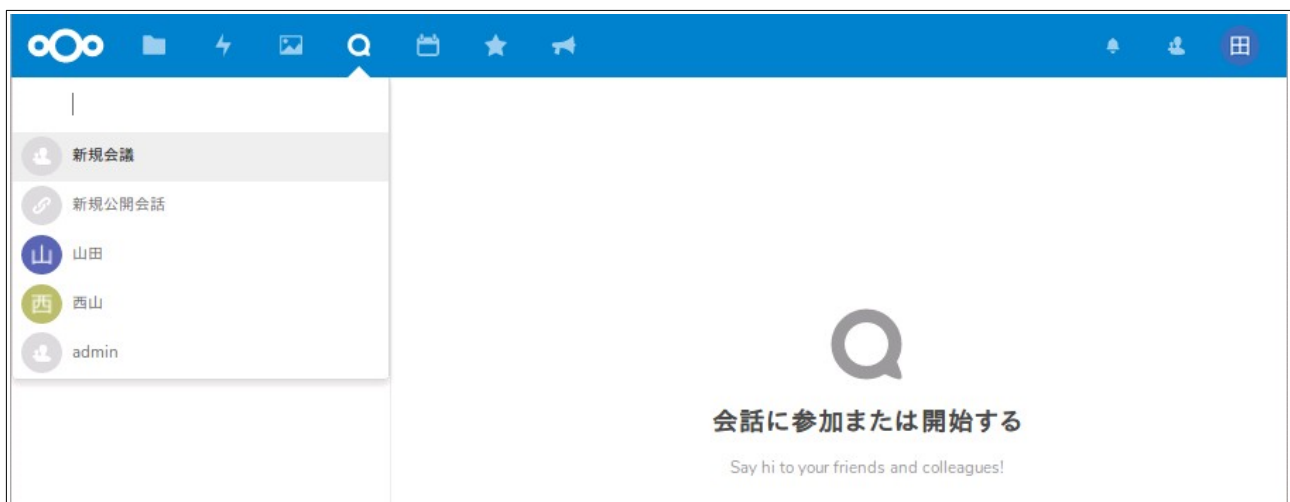 田
新規会議
新規公開会話
山 山田
西 西山
admin
会話に参加または開始する
Say hi to your friends and colleagues!